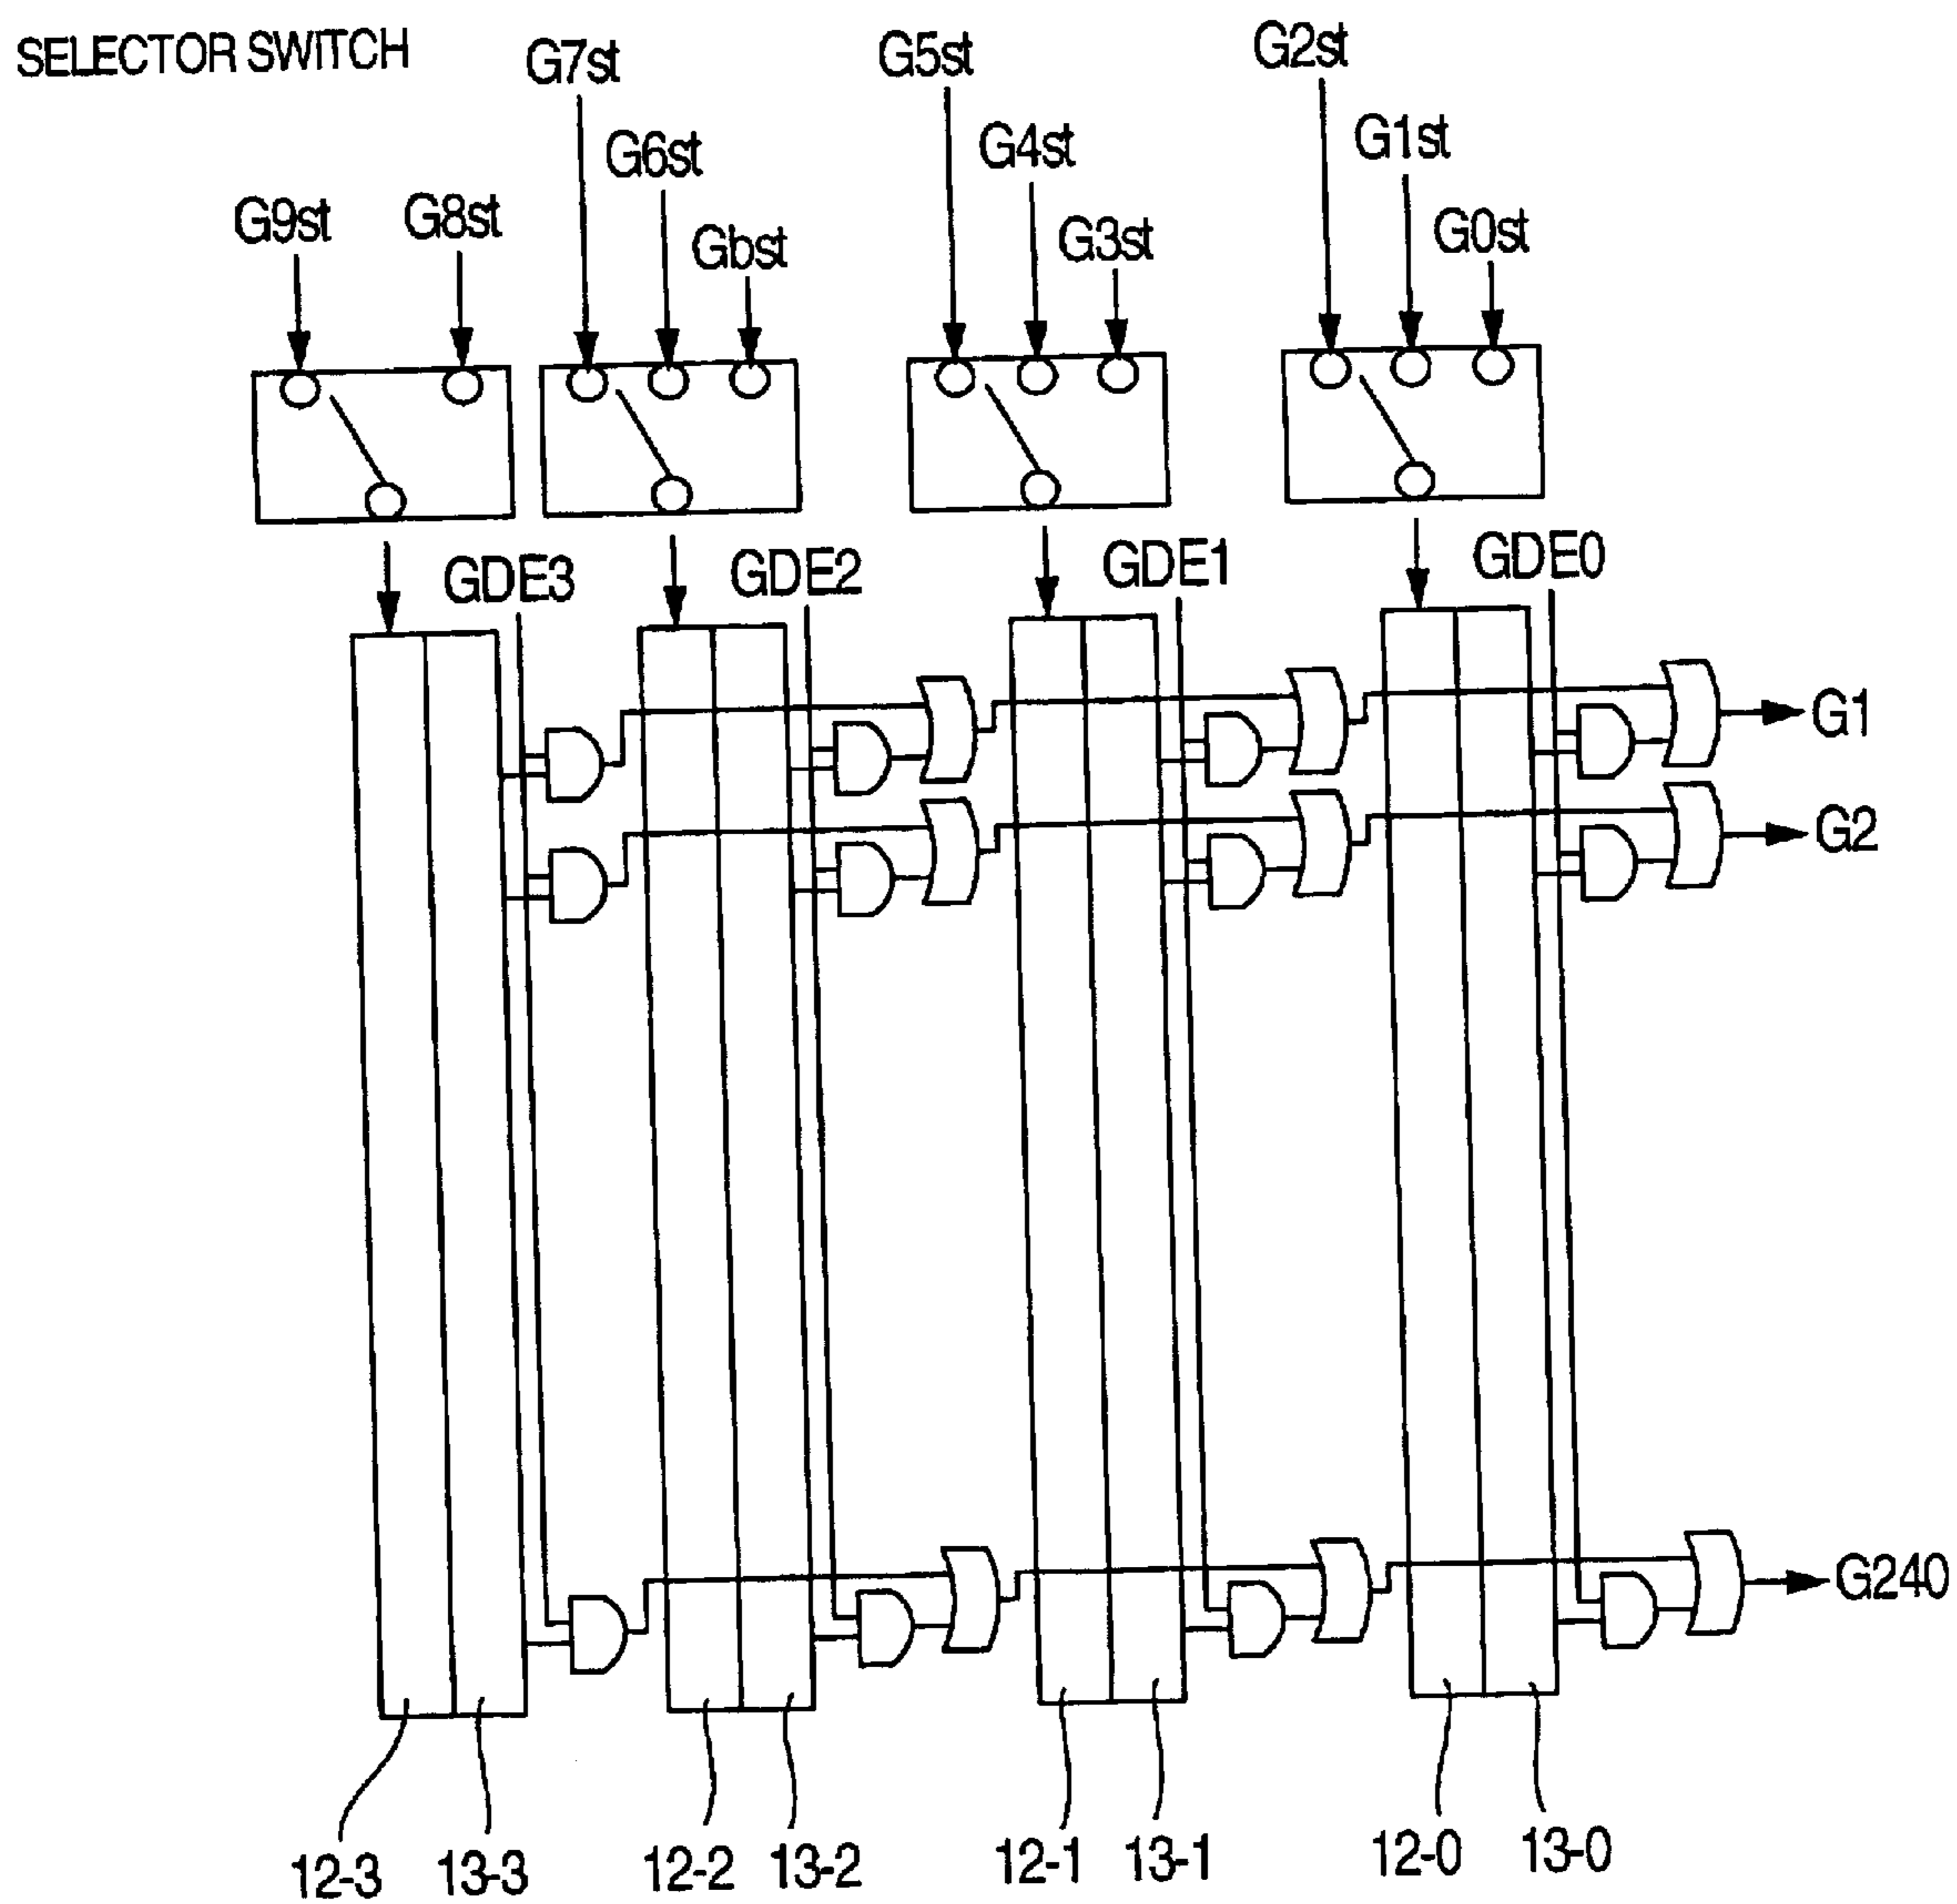 SELECTOR SWITCH
G7st
G5st
G2st
G6st
G4st
G1st
G9st
G8st
Gbst
G3st
G0st
GDE3
GDE2
GDE1
GDE0
G1
G2
G240
12-3
13-3
12-2
13-2
12-1
13-1
12-0
13-0